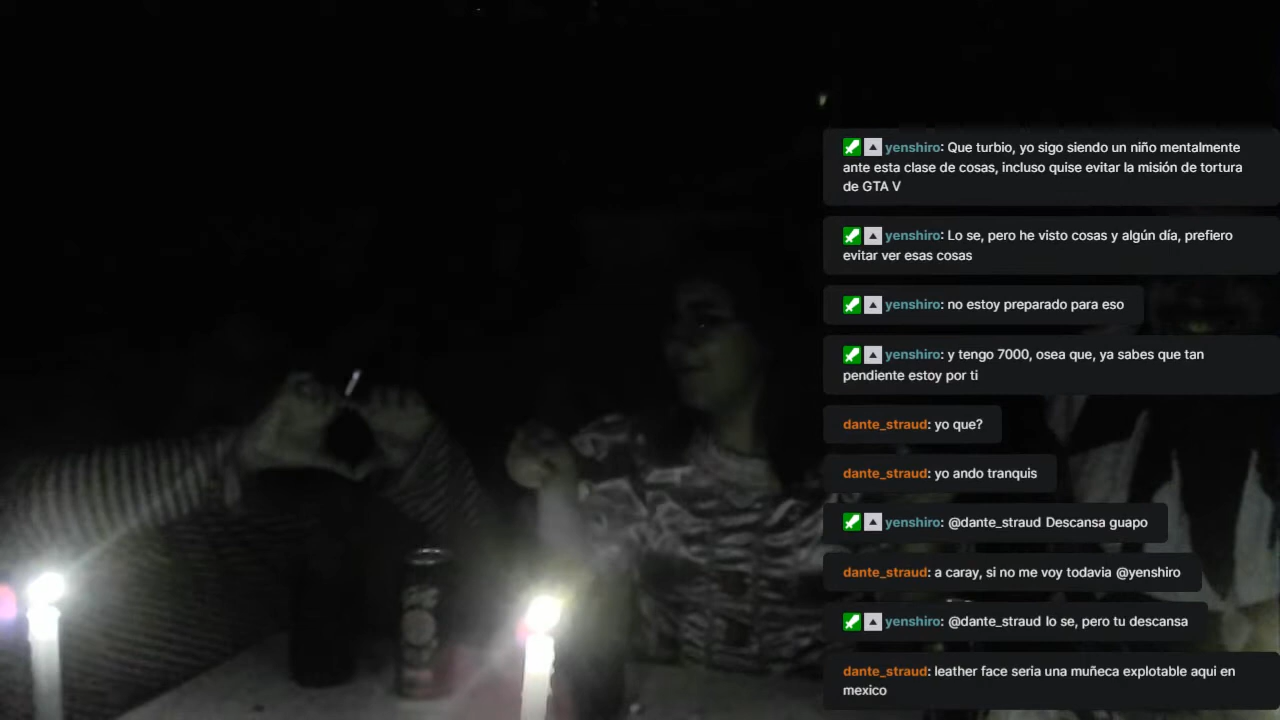 yenshiro: Que turbio, yo sigo siendo un niño mentalmente
ante esta clase de cosas, incluso quise evitar la misión de tortura
de GTA V
yenshiro: Lo se, pero he visto cosas y algún día, prefiero
evitar ver esas cosas
yenshiro: no estoy preparado para eso
yenshiro: y tengo 7000, osea que, ya sabes que tan
pendiente estoy por ti
dante_straud: yo que?
dante_straud: yo ando tranquis
yenshiro: @dante_straud Descansa guapo
dante_straud: a caray, si no me voy todavia @yenshiro
yenshiro: @dante_straud lo se, pero tu descansa
dante_straud: leather face seria una muñeca explotable aqui en
mexico